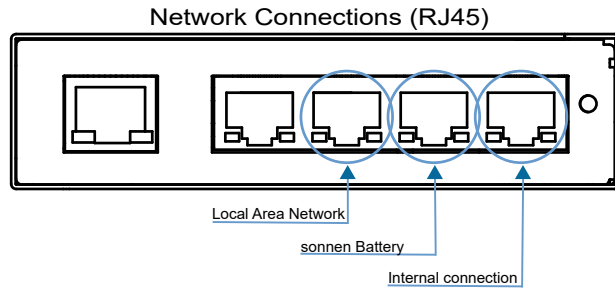 Network Connections (RJ45)
Local Area Network
sonnen Battery
Internal connection